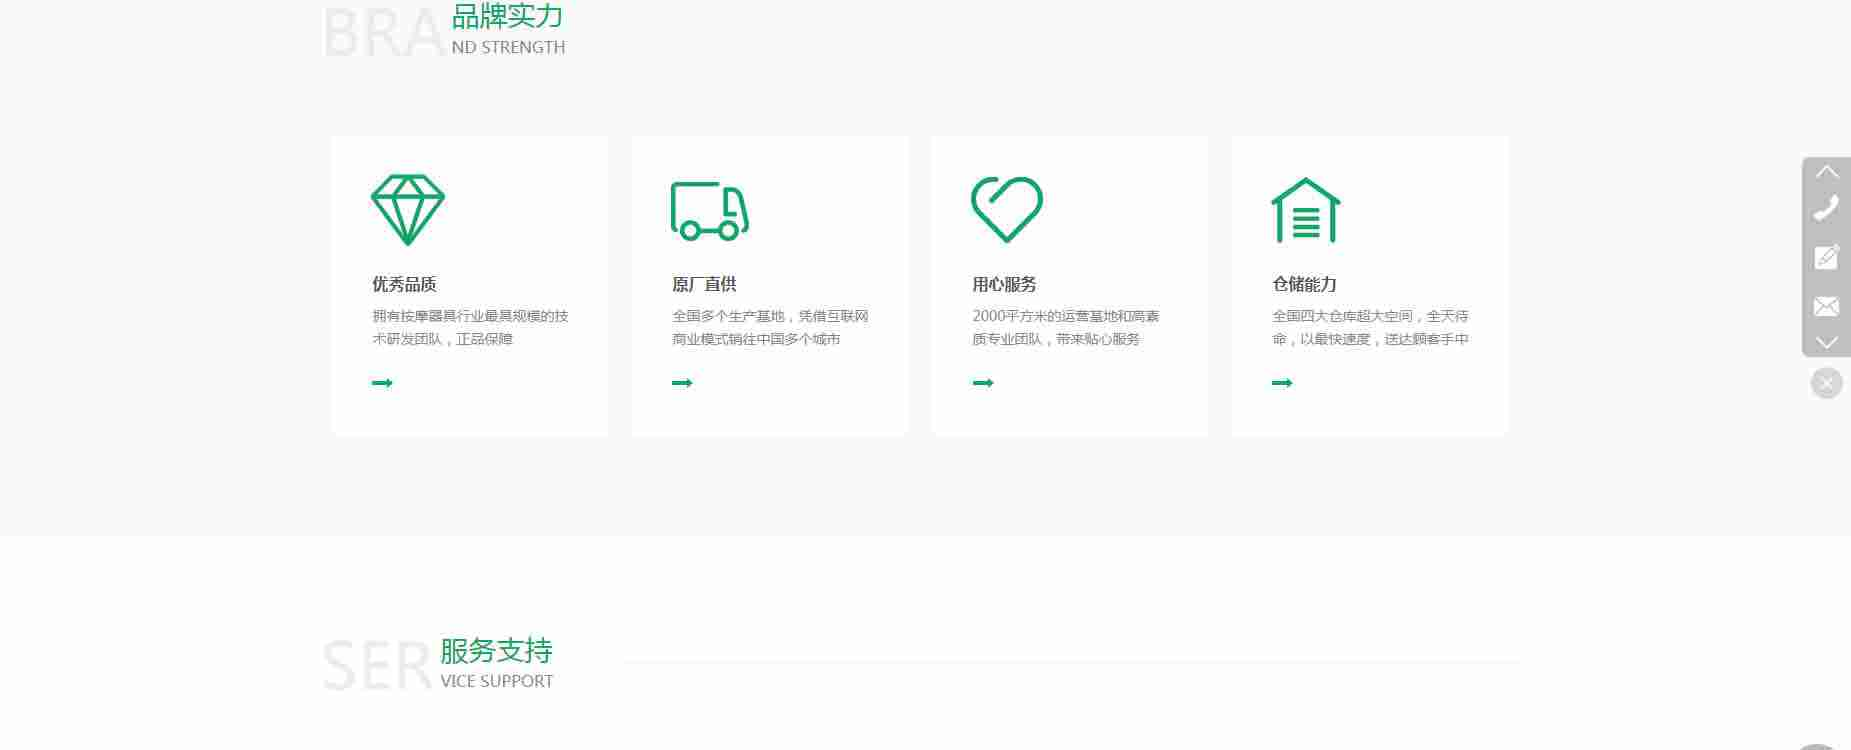 BRA
品牌实力
ND STRENGTH
优秀品质
拥有按摩器具行业最具规模的技
术研发团队，正品保障
原厂直供
全国多个生产基地，凭借互联网
商业模式销往中国多个城市
用心服务
2000平方米的运营基地和高素
质专业团队，带来贴心服务
仓储能力
全国四大仓库超大空间，全天待
命，以最快速度，送达顾客手中
SER
服务支持
VICE SUPPORT